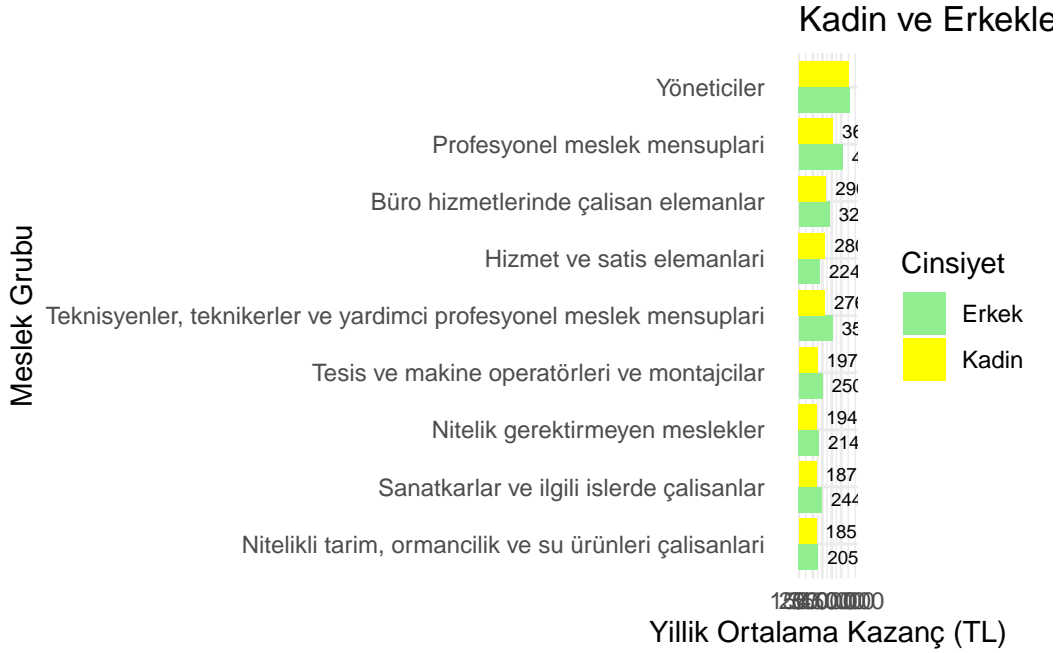 Kadin ve Erkekle
Yöneticiler
Profesyonel meslek mensuplari 36
4
Büro hizmetlerinde çalisan elemanlar 290
32
Hizmet ve satis elemanlari 280
224
Teknisyenler, teknikerler ve yardimci profesyonel meslek mensuplari 276
35
Tesis ve makine operatörleri ve montajcilar 197
250
Nitelik gerektirmeyen meslekler 194
214
Sanatkarlar ve ilgili islerde çalisanlar 187
244
Nitelikli tarim, ormancilik ve su ürünleri çalisanlari 185
205
Meslek Grubu
Yillik Ortalama Kazanç (TL)
Cinsiyet
Erkek
Kadin